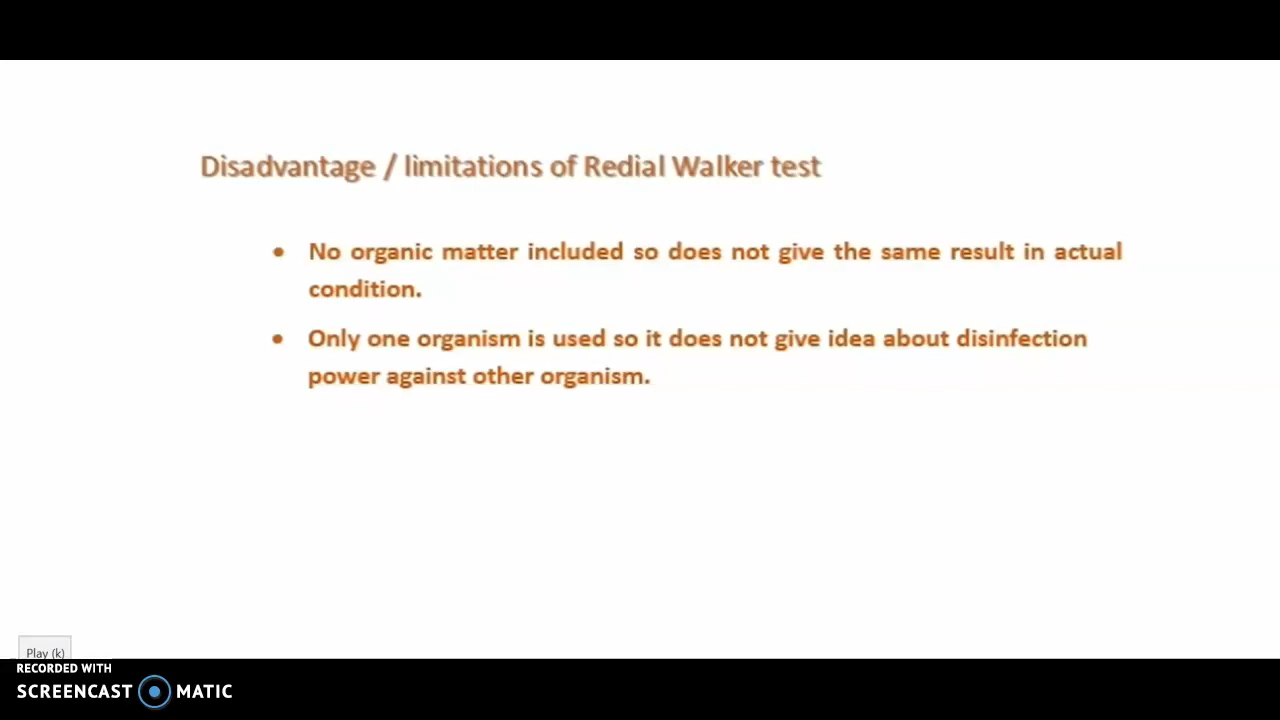 Disadvantage / limitations of Redial Walker test
• No organic matter included so does not give the same result in actual
condition.
• Only one organism is used so it does not give idea about disinfection
power against other organism.
Play (k)
RECORDED WITH
SCREENCAST MATIC